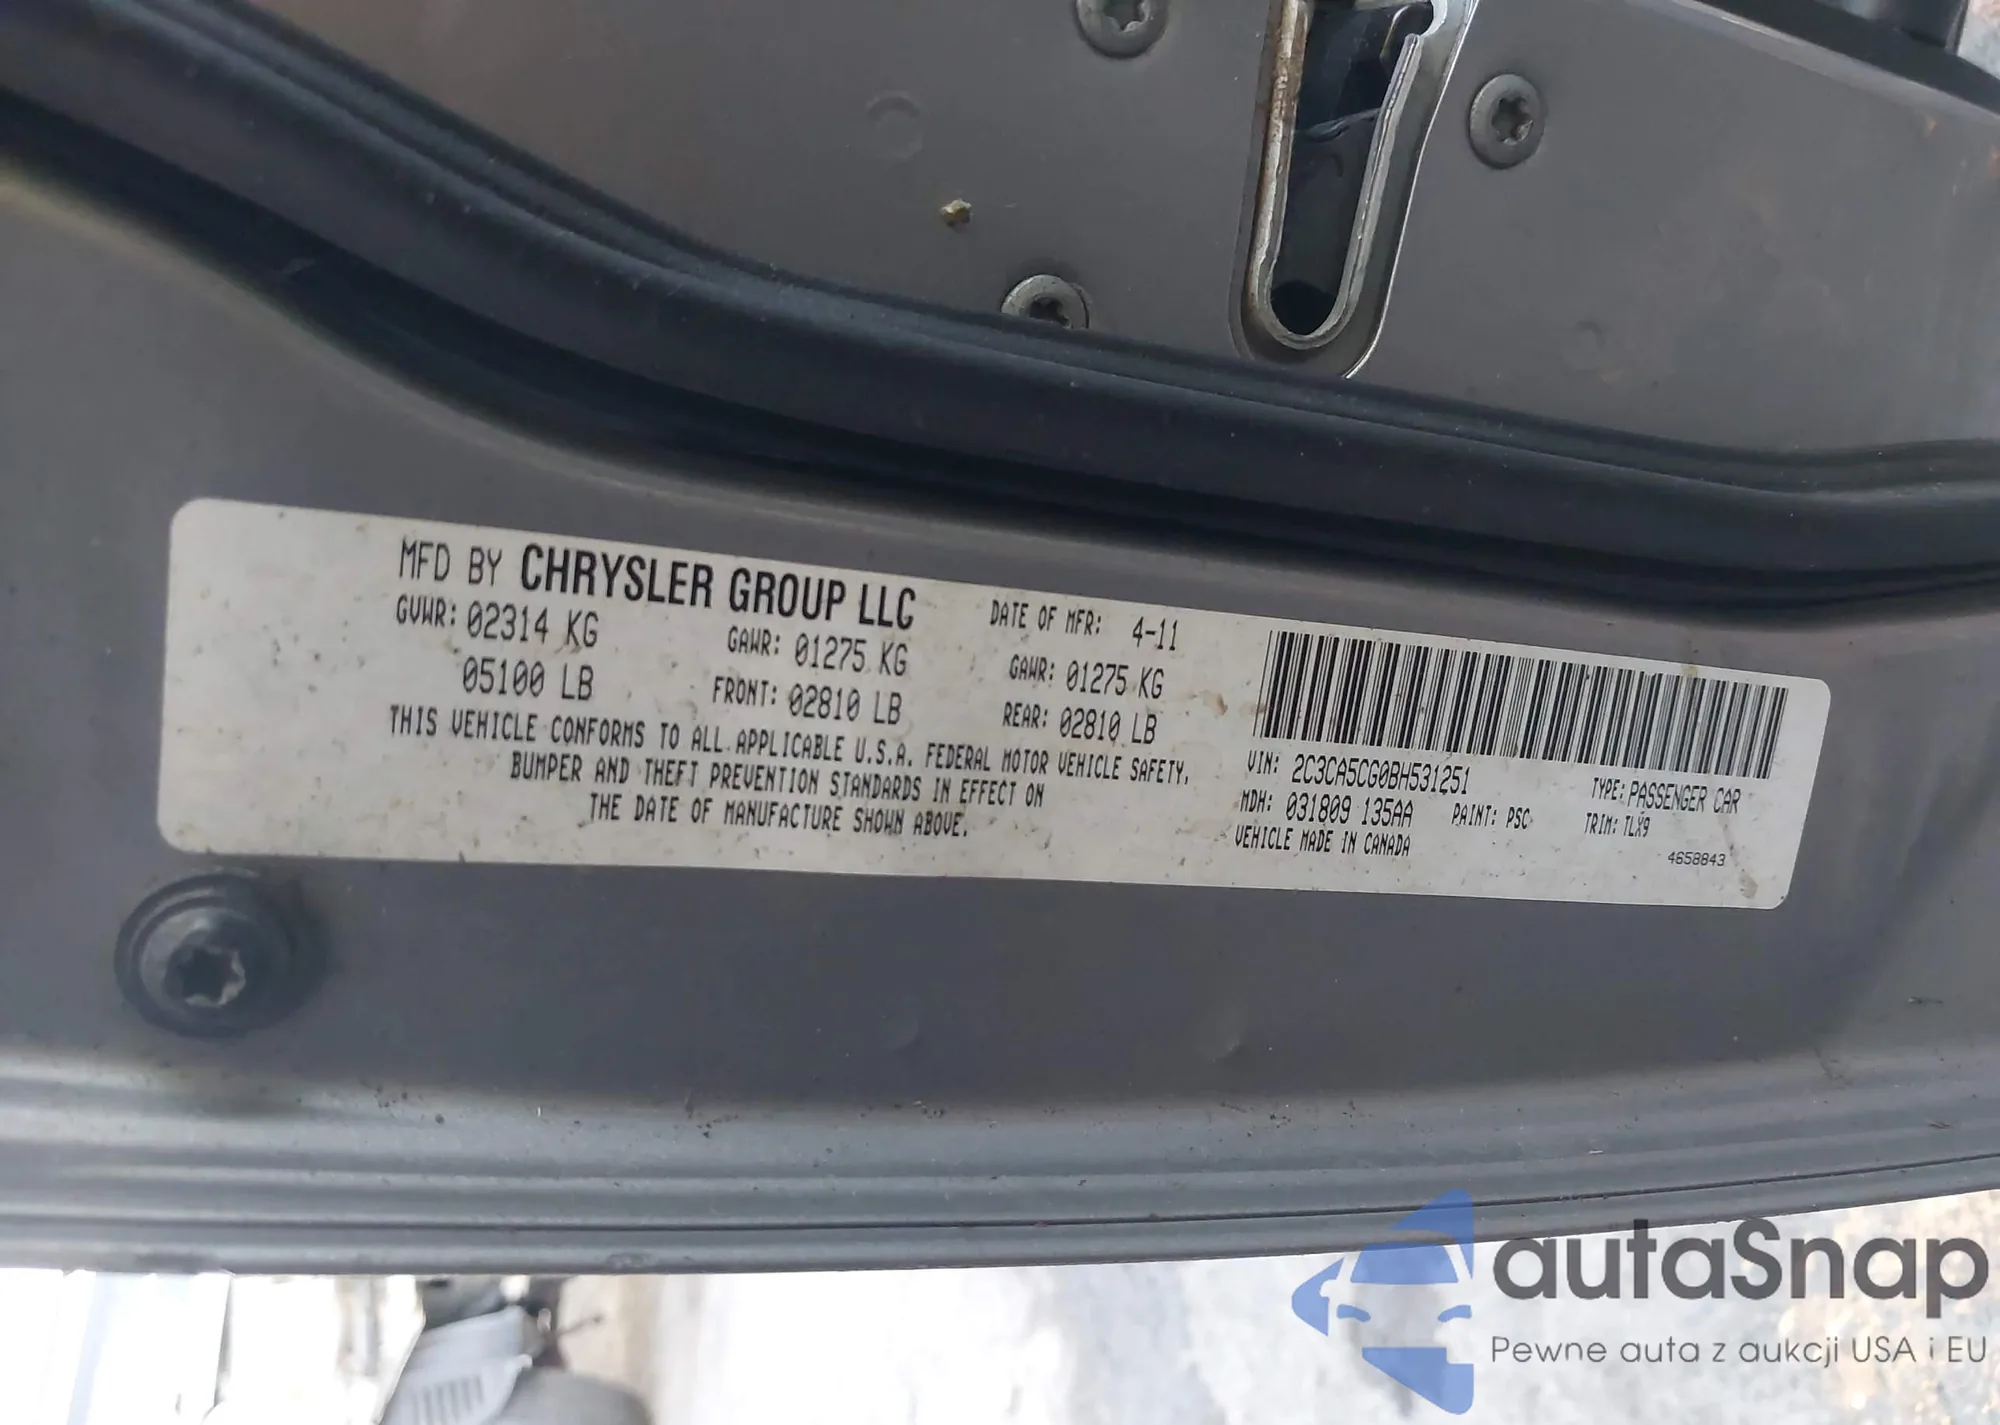 MFD BY CHRYSLER GROUP LLC DATE OF MFR: 4-11
GVWR: 02314 KG GAWR: 01275 KG GAWR: 01275 KG
05100 LB FRONT: 02810 LB REAR: 02810 LB
THIS VEHICLE CONFORMS TO ALL APPLICABLE U.S.A. FEDERAL MOTOR VEHICLE SAFETY,
BUMPER AND THEFT PREVENTION STANDARDS IN EFFECT ON
THE DATE OF MANUFACTURE SHOWN ABOVE.
VIN: 2C3CA5CG0BH531251 TYPE: PASSENGER CAR
MDH: 031809 135AA PAINT: PSC TRIM: TLX9
VEHICLE MADE IN CANADA 4658843
autaSnap
Pewne auta z aukcji USA i EU